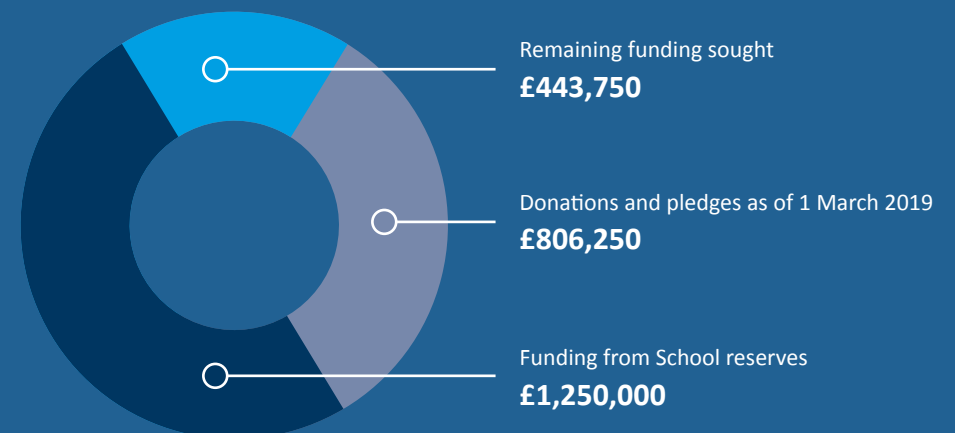 Remaining funding sought
£443,750
Donations and pledges as of 1 March 2019
£806,250
Funding from School reserves
£1,250,000